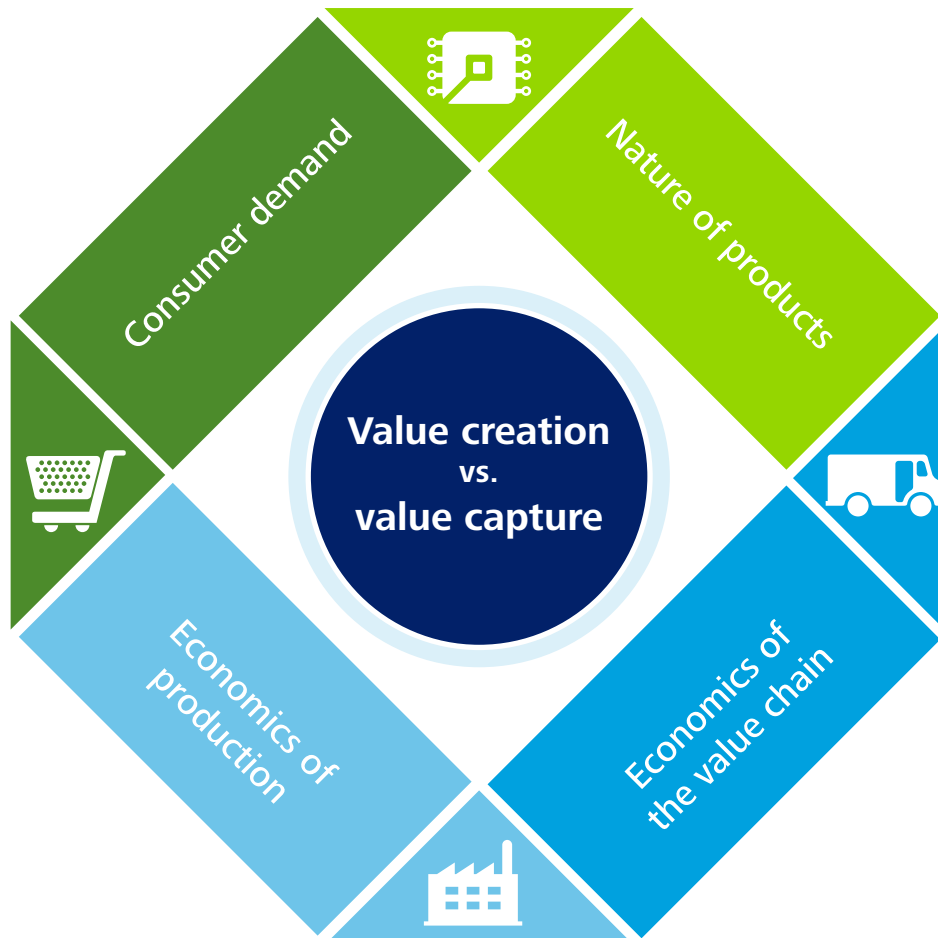 Consumer demand
Nature of products
Value creation
vs.
value capture
Economics of
production
Economics of
the value chain